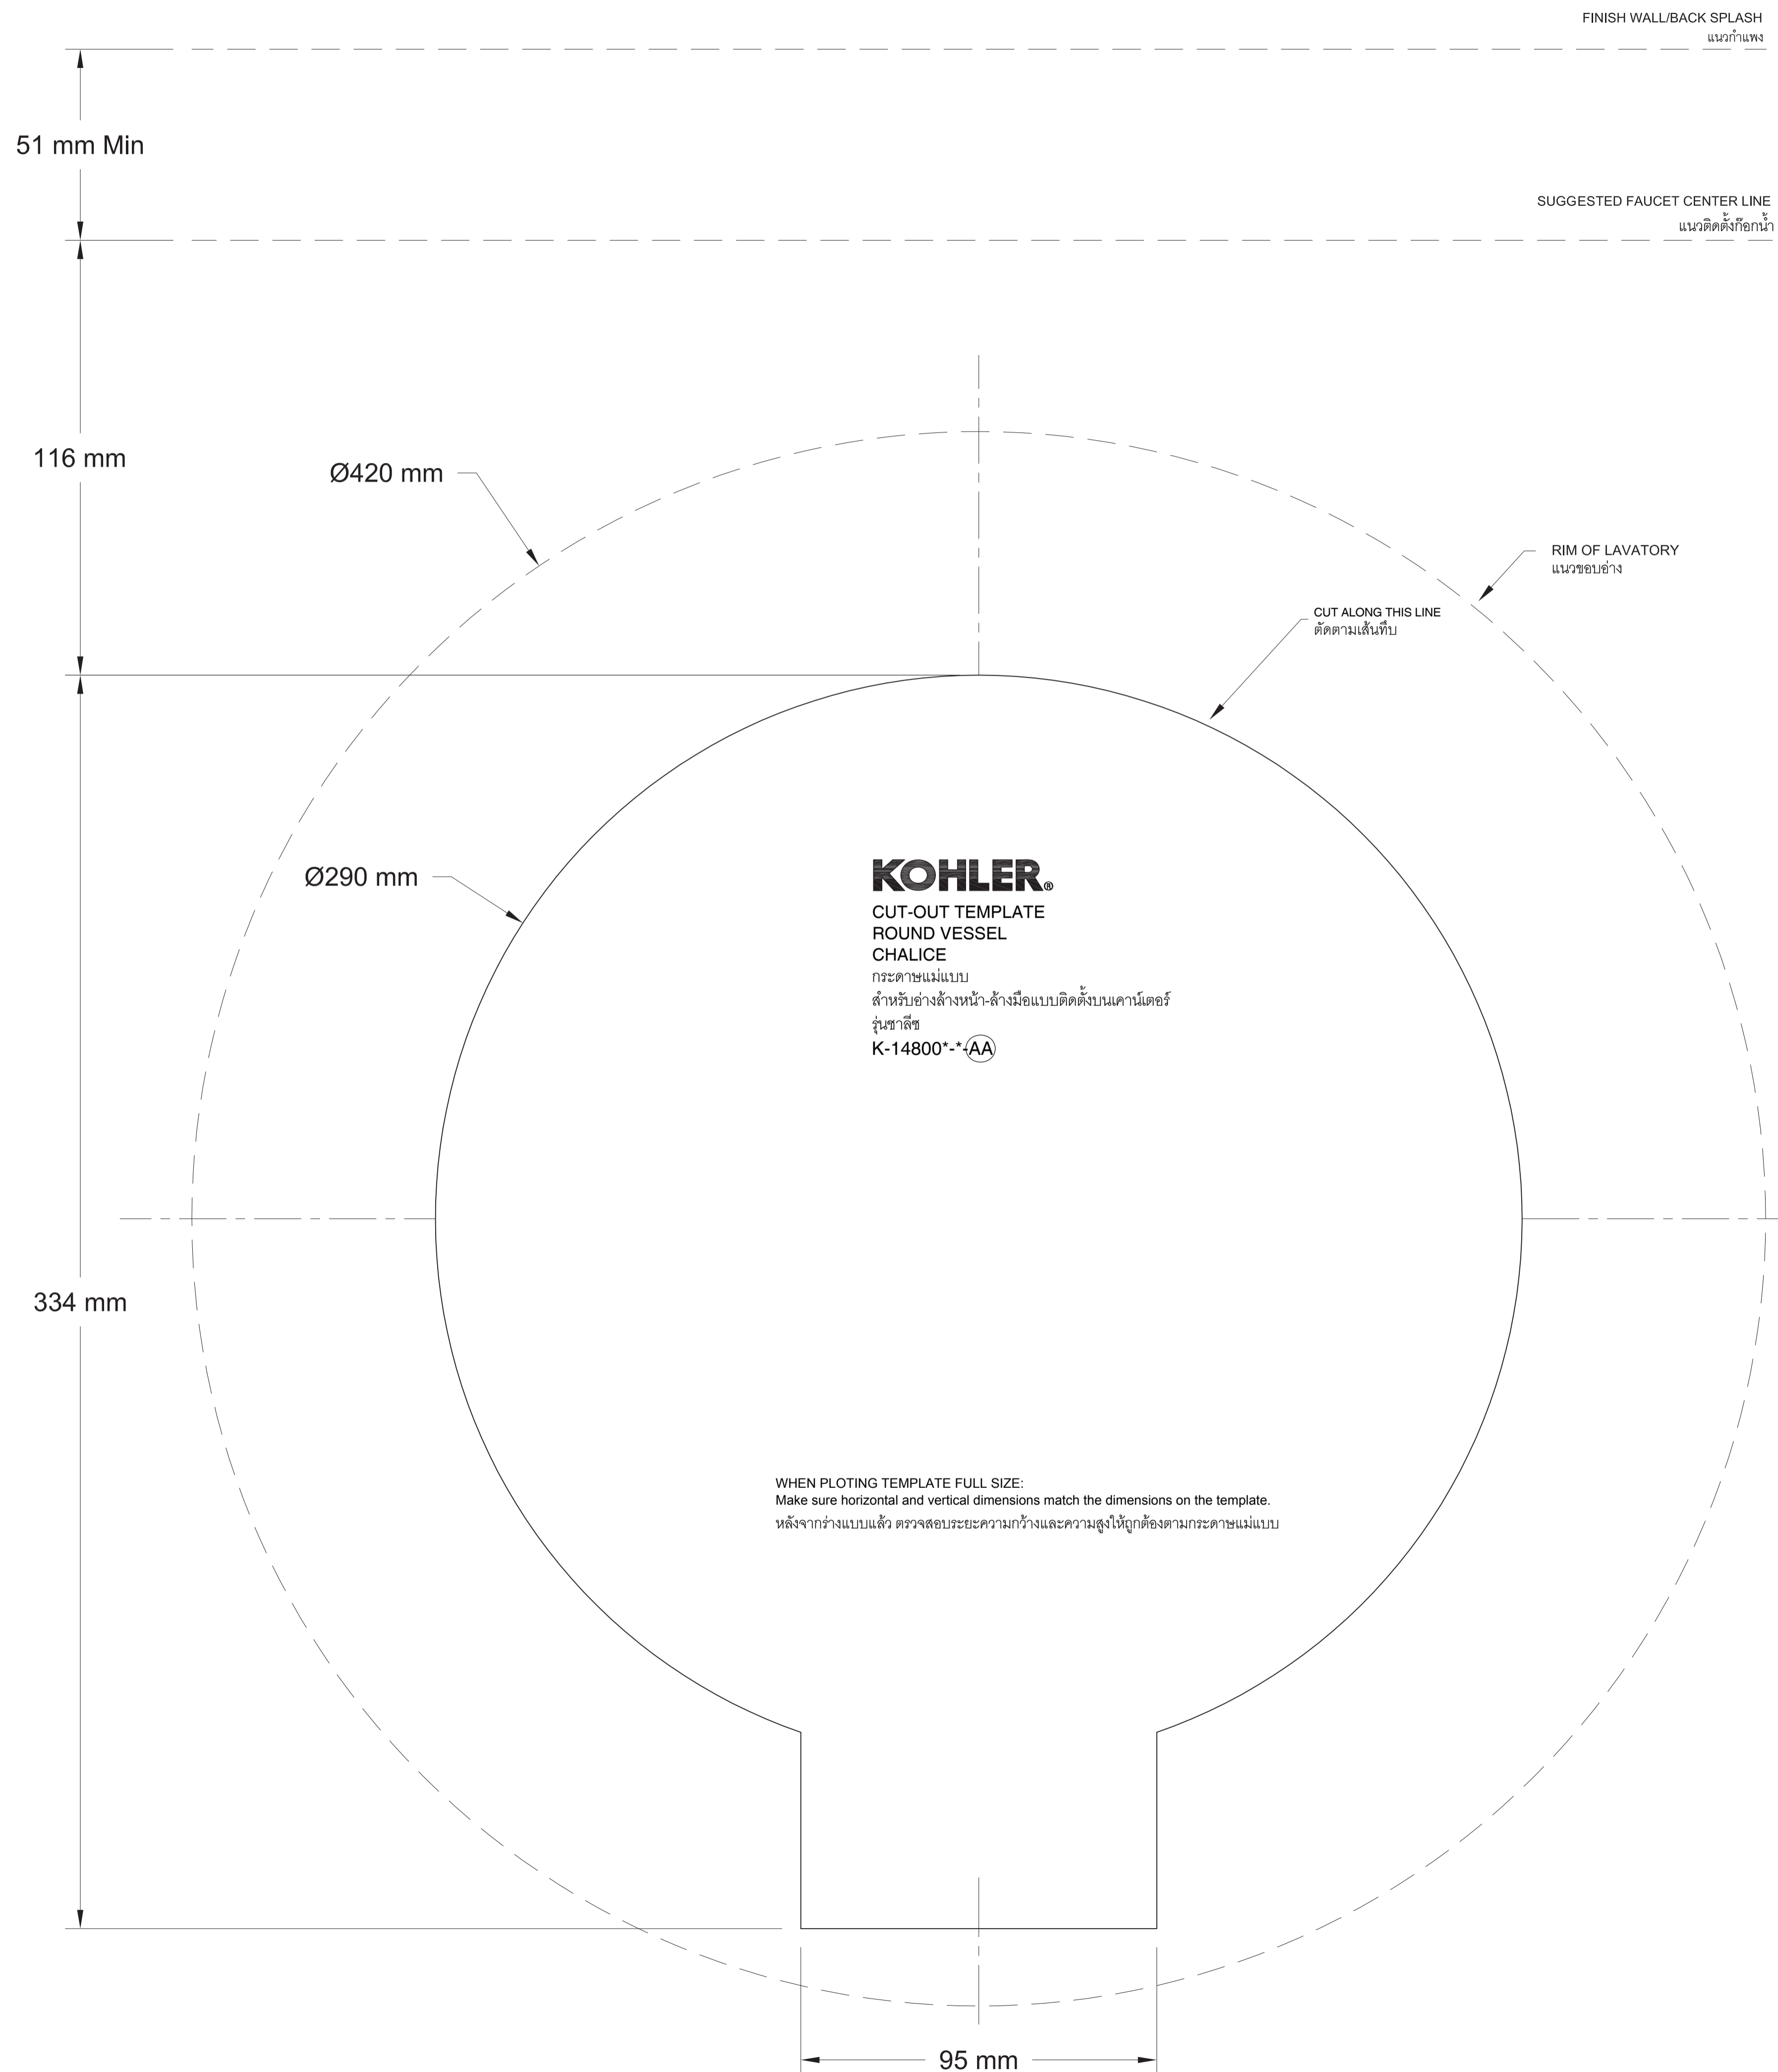 FINISH WALL/BACK SPLASH
แนวกำแพง
51 mm Min
SUGGESTED FAUCET CENTER LINE
แนวติดตั้งก๊อกน้ำ
116 mm
Ø420 mm
RIM OF LAVATORY
แนวขอบอ่าง
CUT ALONG THIS LINE
ตัดตามเส้นทึบ
Ø290 mm
KOHLER®
CUT-OUT TEMPLATE
ROUND VESSEL
CHALICE
กระดาษแม่แบบ
สำหรับอ่างล้างหน้า-ล้างมือแบบติดตั้งบนเคาน์เตอร์
รุ่นชาลีซ
K-14800*-*-AA
334 mm
WHEN PLOTING TEMPLATE FULL SIZE:
Make sure horizontal and vertical dimensions match the dimensions on the template.
หลังจากร่างแบบแล้ว ตรวจสอบระยะความกว้างและความสูงให้ถูกต้องตามกระดาษแม่แบบ
95 mm